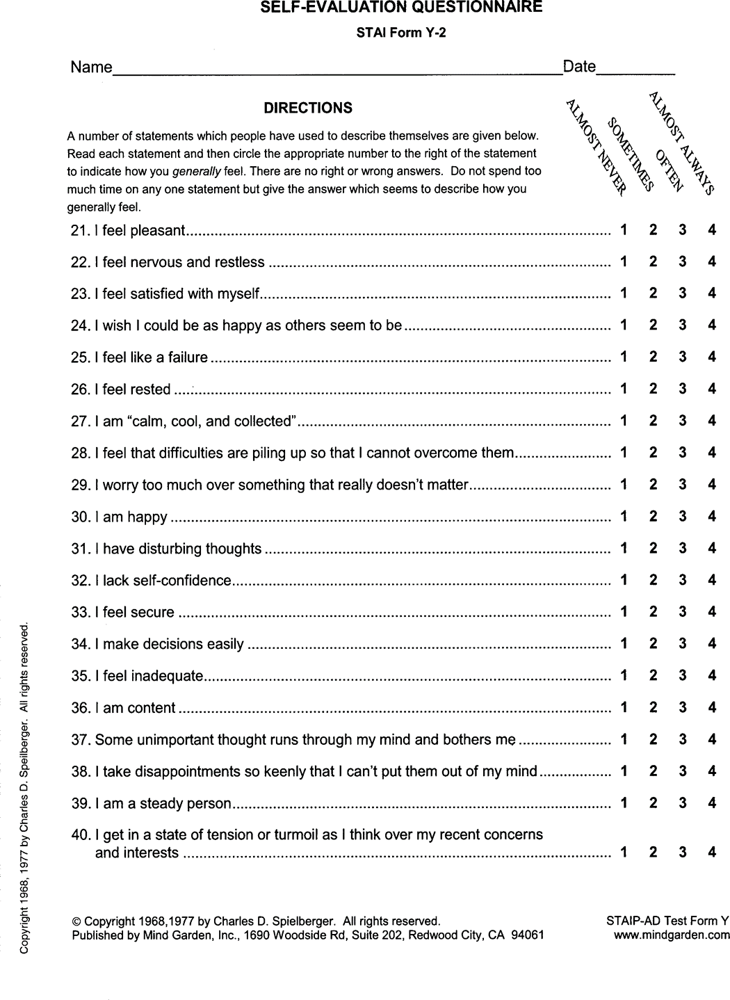 SELF-EVALUATION QUESTIONNAIRE
STAI Form Y-2
Name____________________ Date__________
DIRECTIONS
ALMOST NEVER
SOMETIMES
OFTEN
ALMOST ALWAYS
A number of statements which people have used to describe themselves are given below.
Read each statement and then circle the appropriate number to the right of the statement
to indicate how you generally feel. There are no right or wrong answers. Do not spend too
much time on any one statement but give the answer which seems to describe how you
generally feel.
21. I feel pleasant.......... 1 2 3 4
22. I feel nervous and restless .......... 1 2 3 4
23. I feel satisfied with myself.......... 1 2 3 4
24. I wish I could be as happy as others seem to be .......... 1 2 3 4
25. I feel like a failure .......... 1 2 3 4
26. I feel rested .......... 1 2 3 4
27. I am “calm, cool, and collected”.......... 1 2 3 4
28. I feel that difficulties are piling up so that I cannot overcome them.......... 1 2 3 4
29. I worry too much over something that really doesn’t matter.......... 1 2 3 4
30. I am happy .......... 1 2 3 4
31. I have disturbing thoughts .......... 1 2 3 4
32. I lack self-confidence.......... 1 2 3 4
33. I feel secure .......... 1 2 3 4
34. I make decisions easily .......... 1 2 3 4
35. I feel inadequate.......... 1 2 3 4
36. I am content .......... 1 2 3 4
37. Some unimportant thought runs through my mind and bothers me .......... 1 2 3 4
38. I take disappointments so keenly that I can’t put them out of my mind .......... 1 2 3 4
39. I am a steady person.......... 1 2 3 4
40. I get in a state of tension or turmoil as I think over my recent concerns
and interests .......... 1 2 3 4
© Copyright 1968,1977 by Charles D. Spielberger. All rights reserved.
Published by Mind Garden, Inc., 1690 Woodside Rd, Suite 202, Redwood City, CA 94061
STAIP-AD Test Form Y
www.mindgarden.com
Copyright 1968, 1977 by Charles D. Speilberger. All rights reserved.